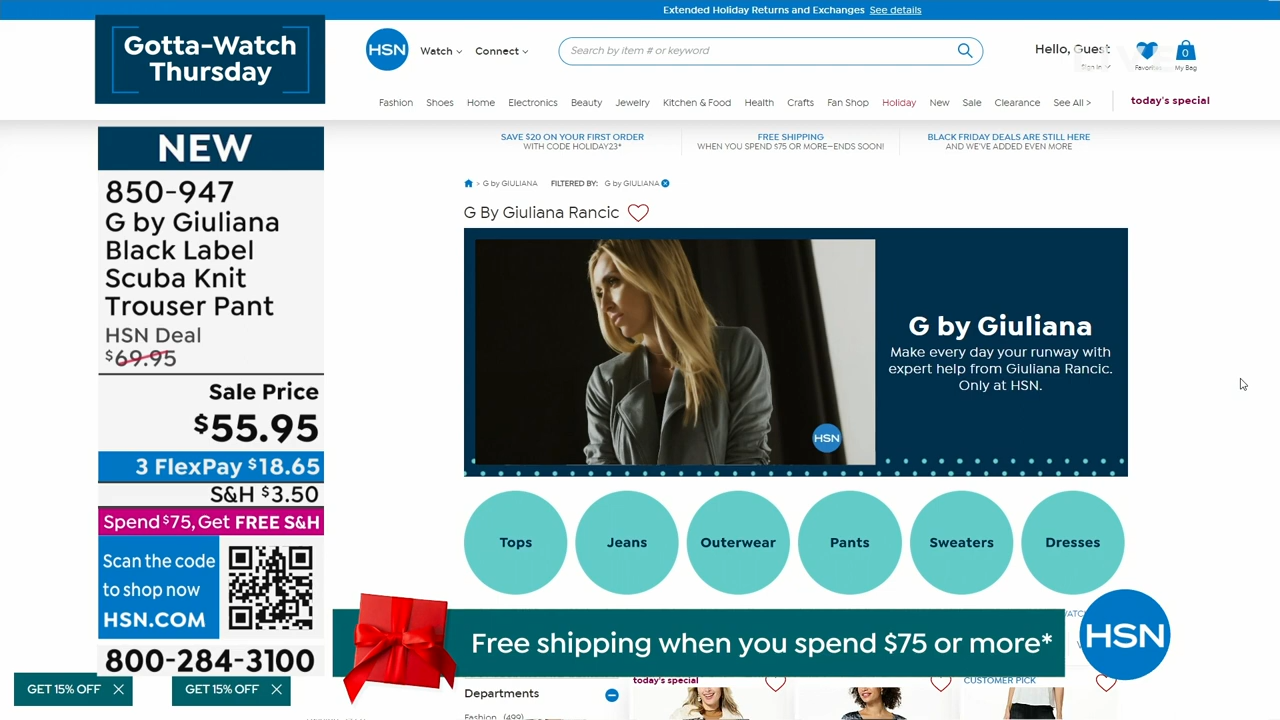 Extended Holiday Returns and Exchanges See details
Gotta-Watch
Thursday
HSN
Watch
Connect
Search by item # or keyword
Hello, Guest
Sign In
Favorites
0
My Bag
Fashion Shoes Home Electronics Beauty Jewelry Kitchen & Food Health Crafts Fan Shop Holiday New Sale Clearance See All >
today's special
NEW
850-947
G by Giuliana
Black Label
Scuba Knit
Trouser Pant
HSN Deal
$69.95
Sale Price
$55.95
3 FlexPay $18.65
S&H $3.50
Spend $75, Get FREE S&H
Scan the code
to shop now
HSN.COM
800-284-3100
GET 15% OFF
GET 15% OFF
SAVE $20 ON YOUR FIRST ORDER
WITH CODE HOLIDAY23*
FREE SHIPPING
WHEN YOU SPEND $75 OR MORE—ENDS SOON!
BLACK FRIDAY DEALS ARE STILL HERE
AND WE'VE ADDED EVEN MORE
> G by GIULIANA FILTERED BY: G by GIULIANA
G By Giuliana Rancic
HSN
G by Giuliana
Make every day your runway with
expert help from Giuliana Rancic.
Only at HSN.
Tops Jeans Outerwear Pants Sweaters Dresses
Free shipping when you spend $75 or more*
HSN
Departments
Fashion (499)
today's special
CUSTOMER PICK